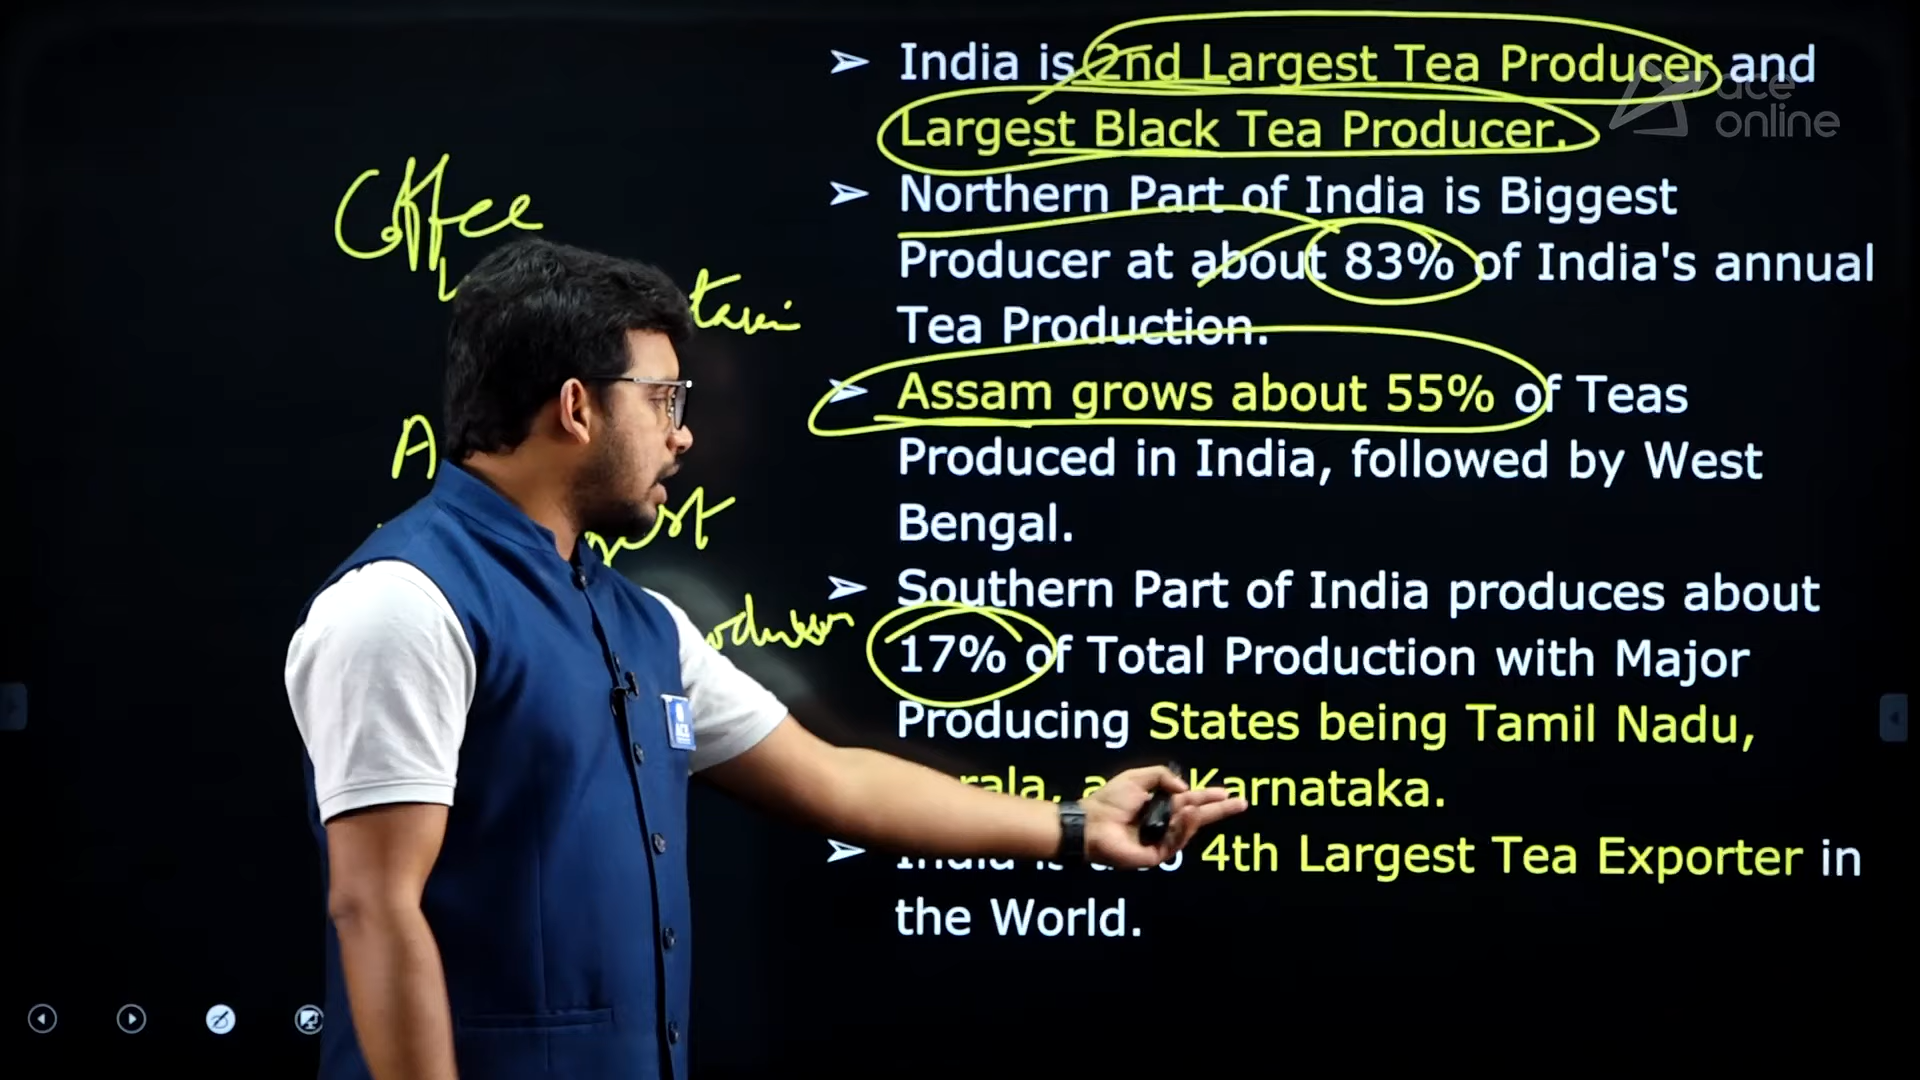 India is 2nd Largest Tea Producer and
Largest Black Tea Producer.
Northern Part of India is Biggest
Producer at about 83% of India's annual
Tea Production.
Assam grows about 55% of Teas
Produced in India, followed by West
Bengal.
Southern Part of India produces about
17% of Total Production with Major
Producing States being Tamil Nadu,
Karnataka.
India is 4th Largest Tea Exporter in
the World.
ace
online
Coffee
ACE